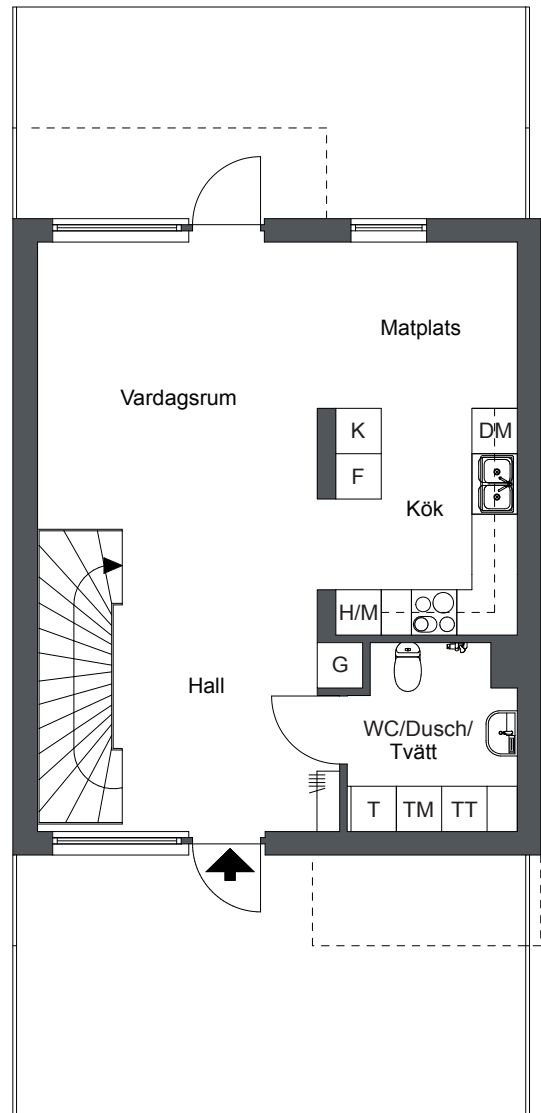 Matplats
Vardagsrum
K
DM
F
Kök
H/M
G
Hall
WC/Dusch/
Tvätt
T
TM
TT